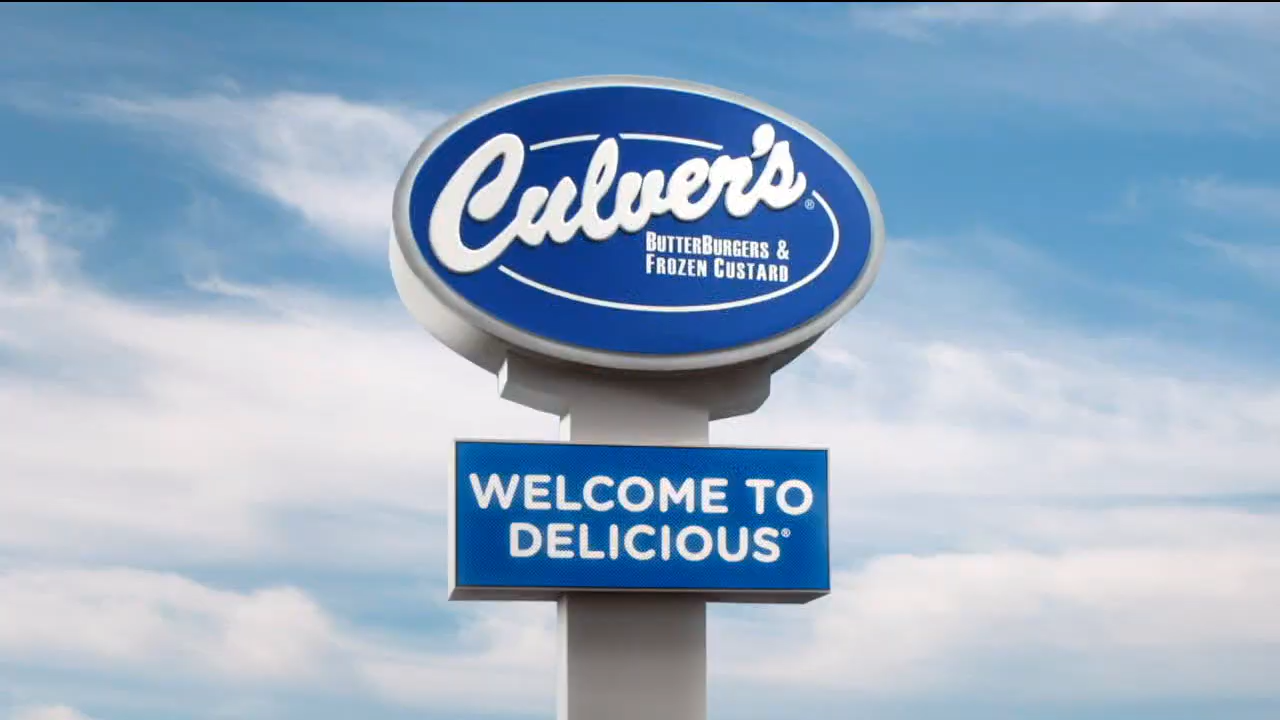 Culver's®
BUTTERBURGERS &
FROZEN CUSTARD
WELCOME TO
DELICIOUS®